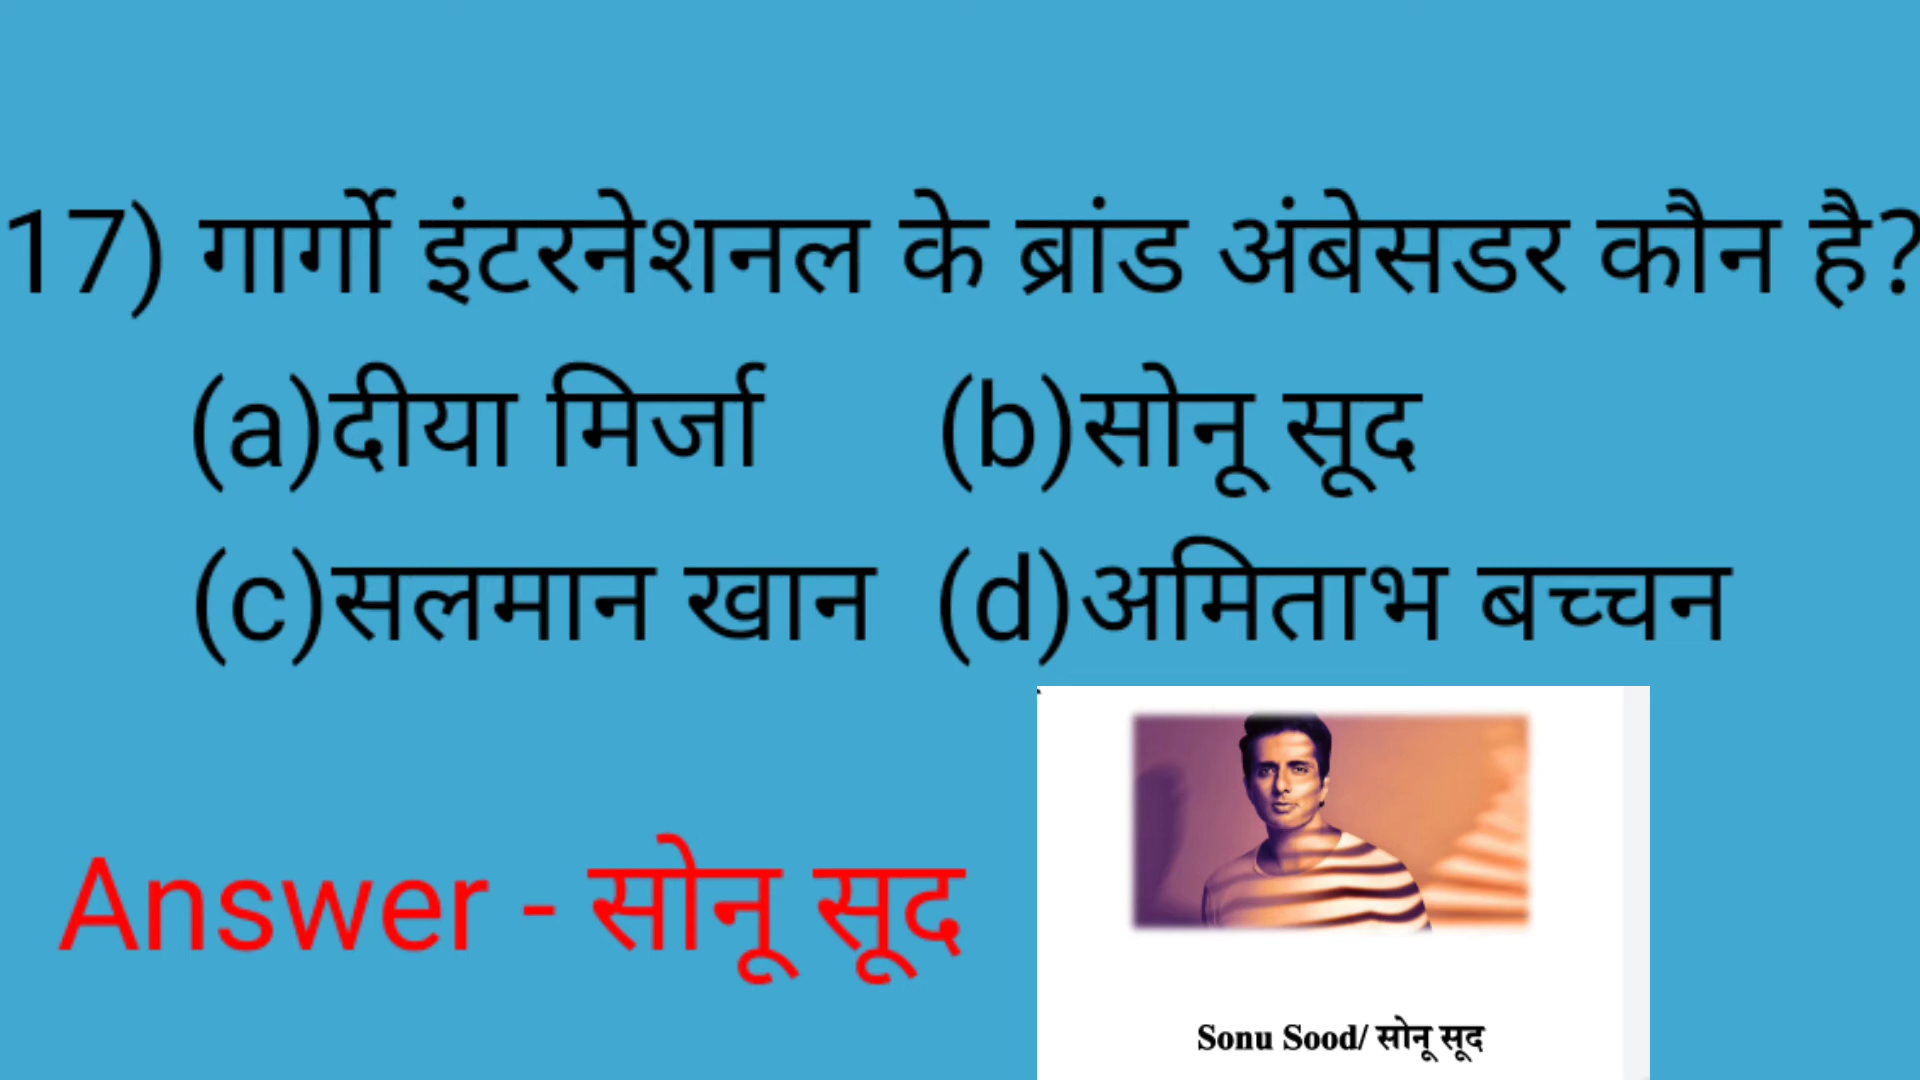 17) गार्गो इंटरनेशनल के ब्रांड अंबेसडर कौन है?
(a)दीया मिर्जा (b)सोनू सूद
(c)सलमान खान (d)अमिताभ बच्चन
Answer - सोनू सूद
Sonu Sood/ सोनू सूद